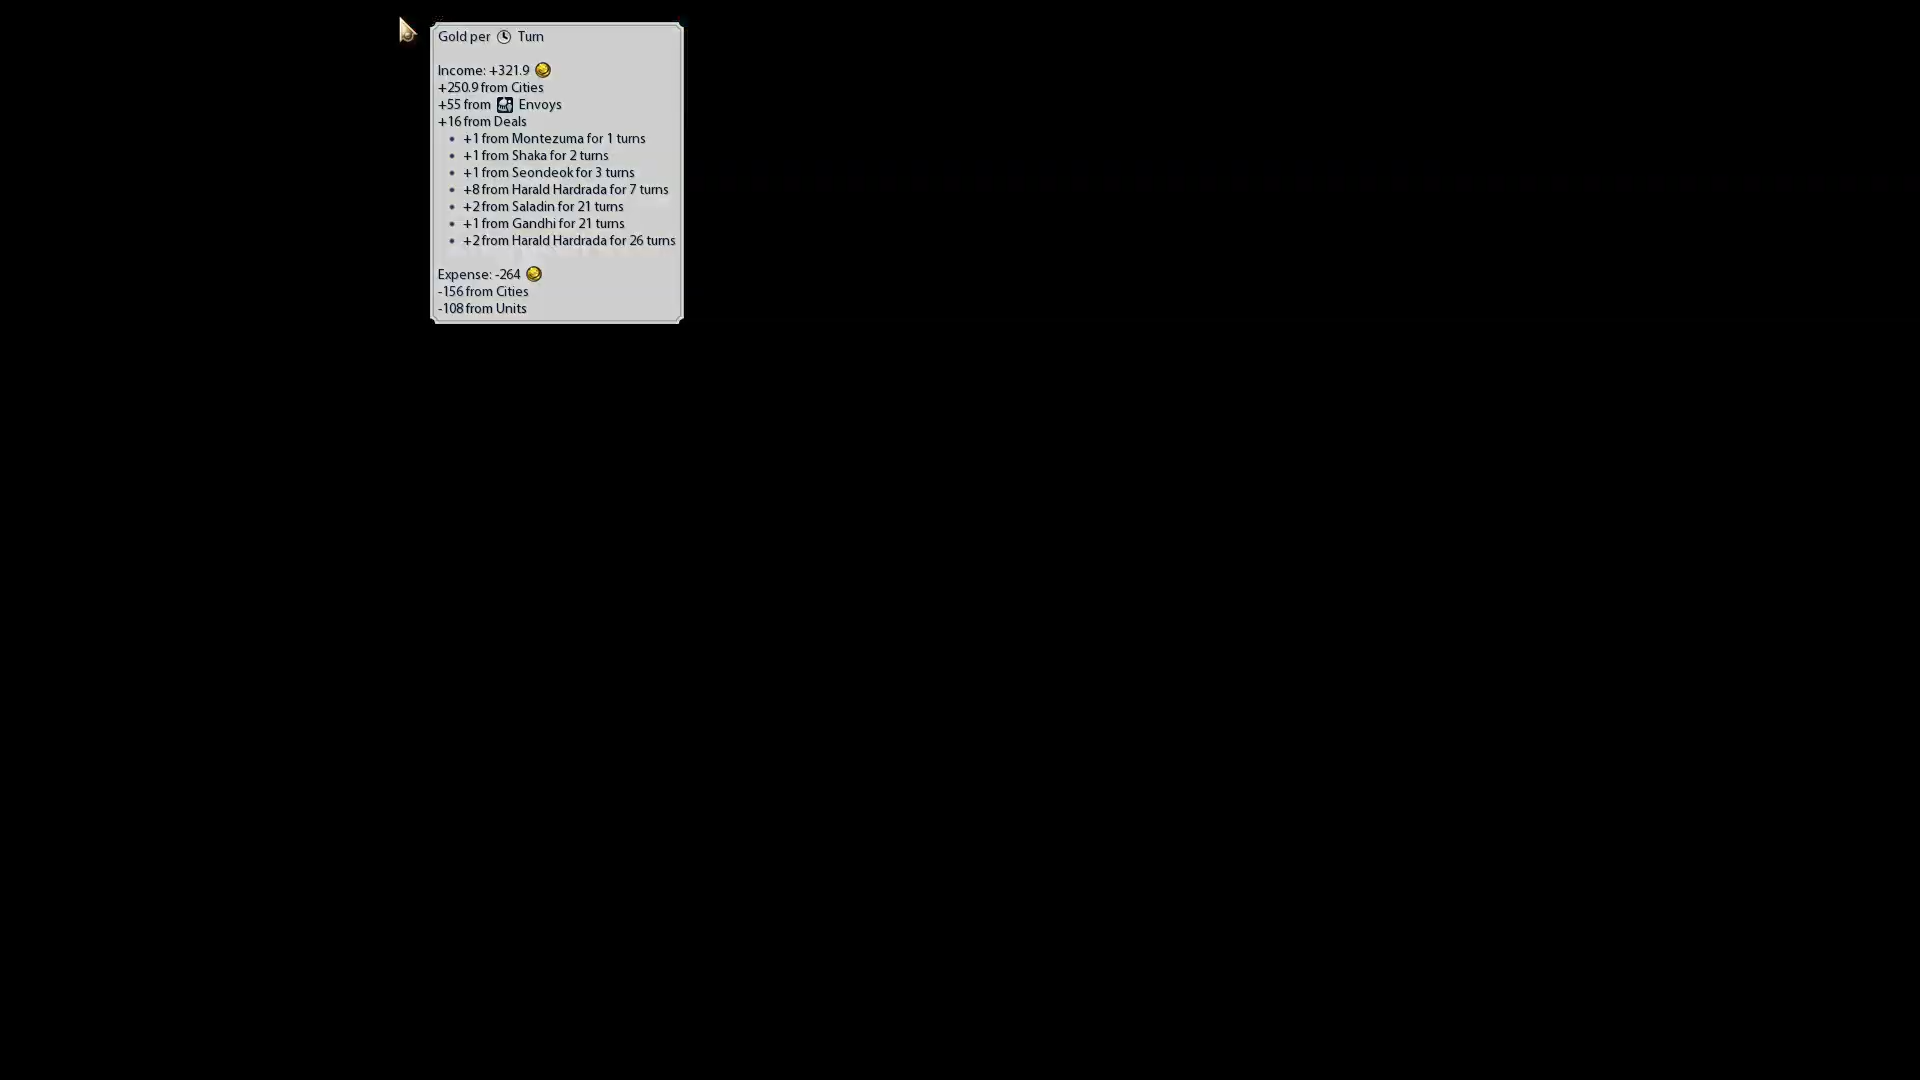 Gold per Turn
Income: +321.9
+250.9 from Cities
+55 from Envoys
+16 from Deals
• +1 from Montezuma for 1 turns
• +1 from Shaka for 2 turns
• +1 from Seondeok for 3 turns
• +8 from Harald Hardrada for 7 turns
• +2 from Saladin for 21 turns
• +1 from Gandhi for 21 turns
• +2 from Harald Hardrada for 26 turns
Expense: -264
-156 from Cities
-108 from Units